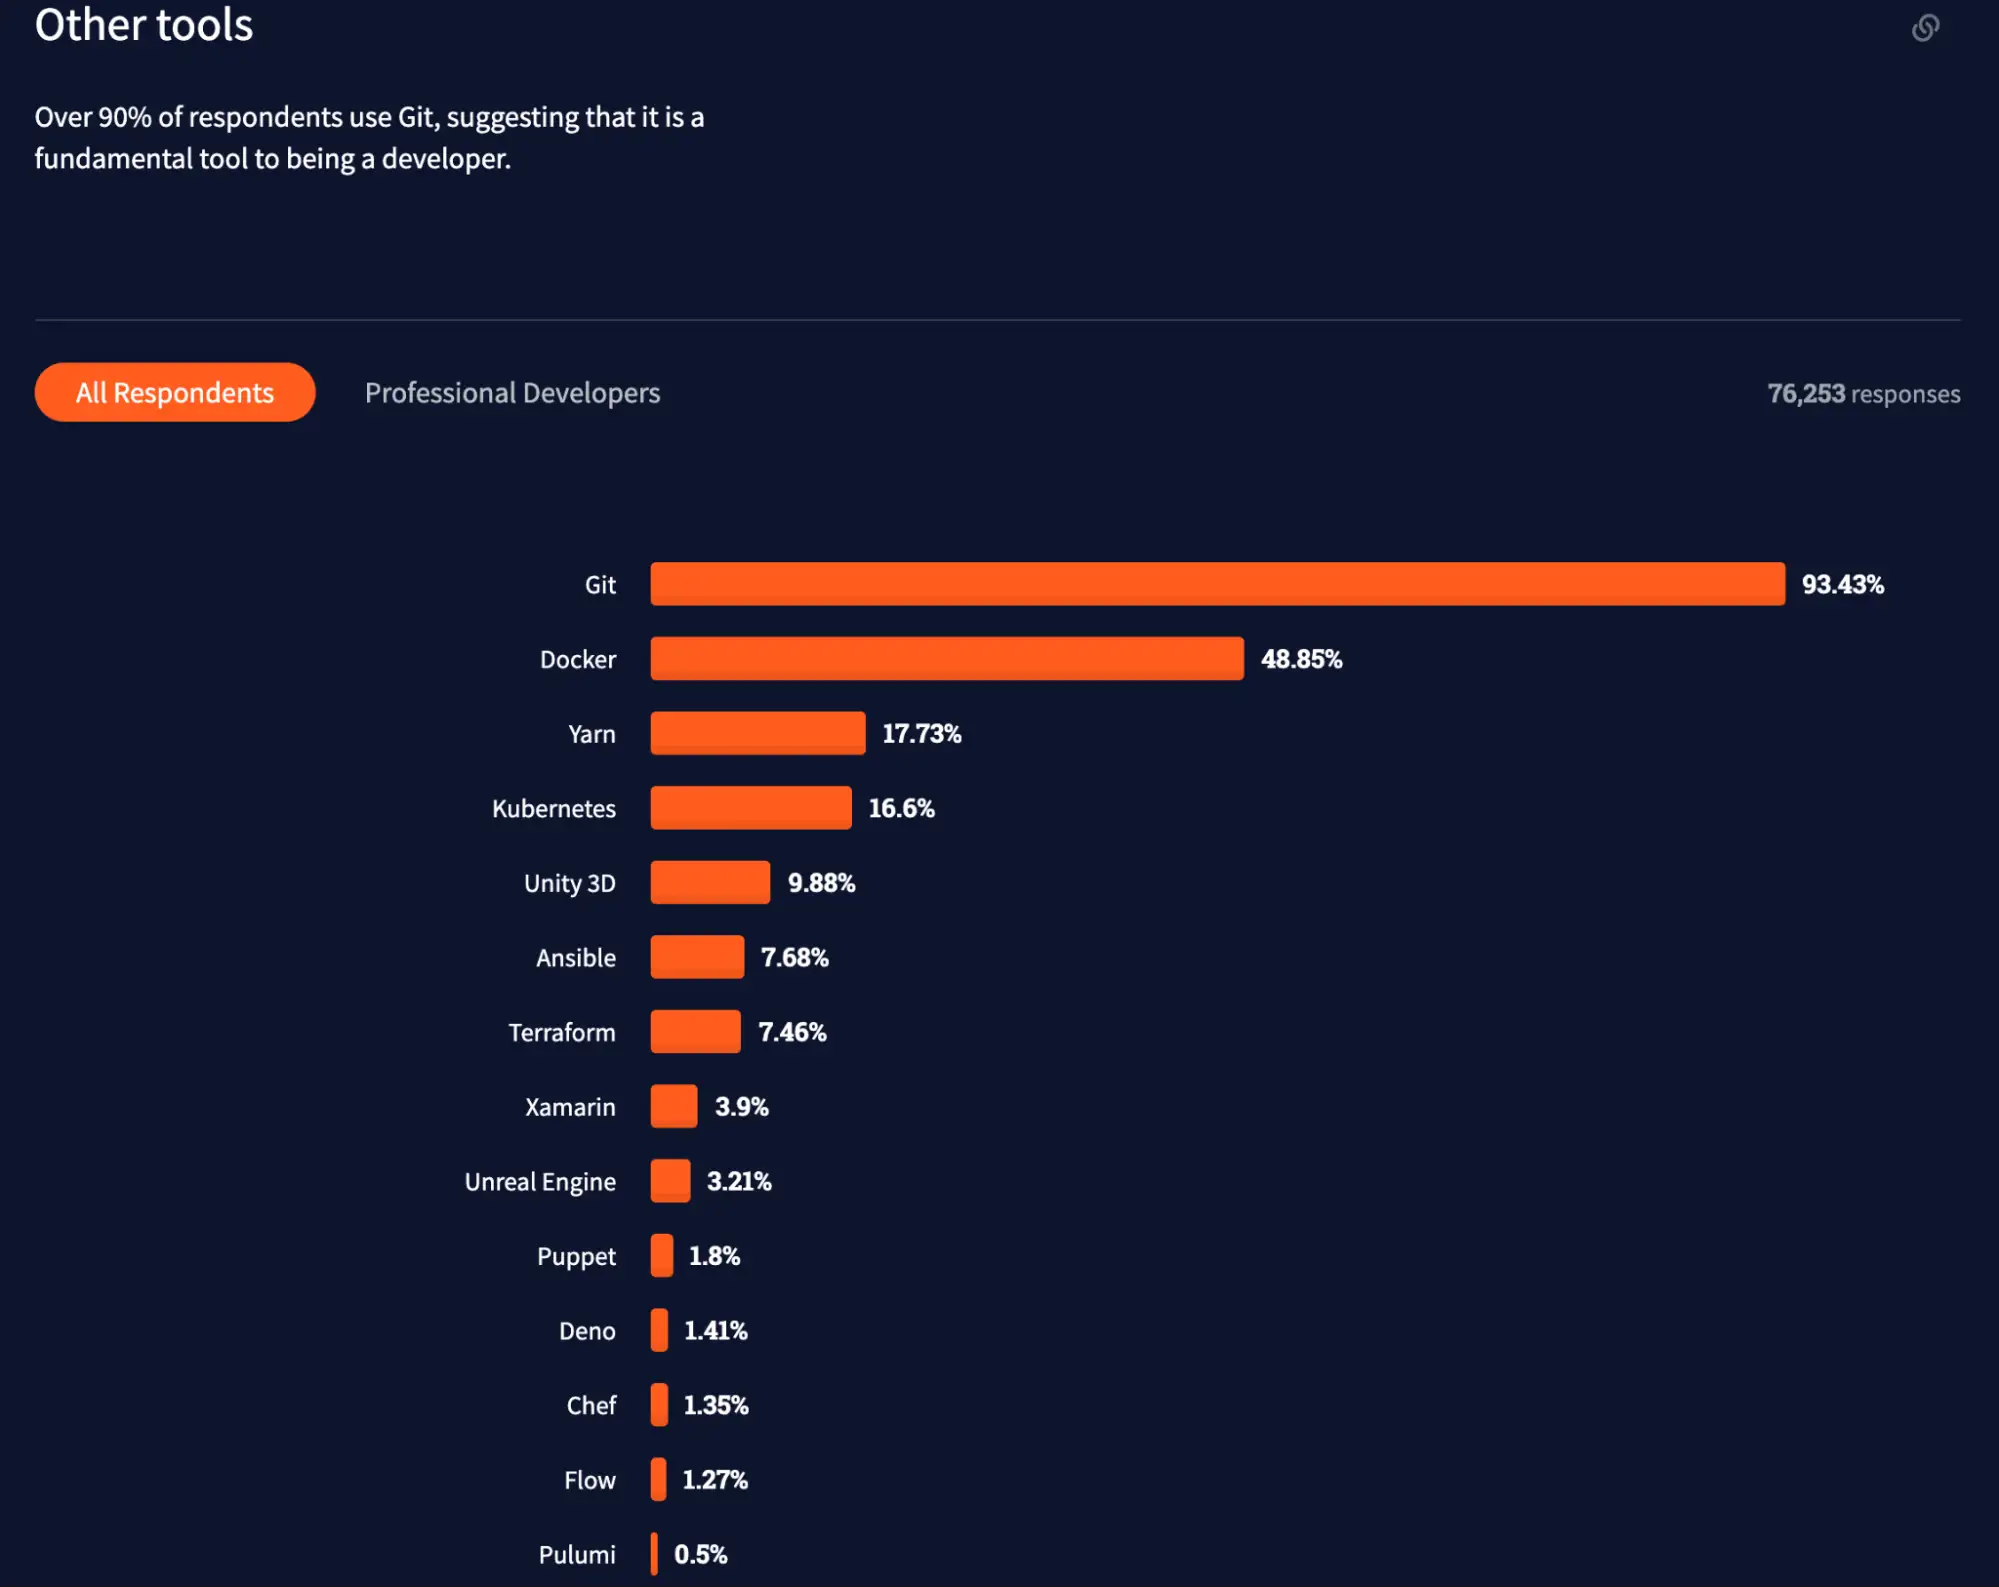 Other tools
Over 90% of respondents use Git, suggesting that it is a
fundamental tool to being a developer.
All Respondents Professional Developers 76,253 responses
Git 93.43%
Docker 48.85%
Yarn 17.73%
Kubernetes 16.6%
Unity 3D 9.88%
Ansible 7.68%
Terraform 7.46%
Xamarin 3.9%
Unreal Engine 3.21%
Puppet 1.8%
Deno 1.41%
Chef 1.35%
Flow 1.27%
Pulumi 0.5%